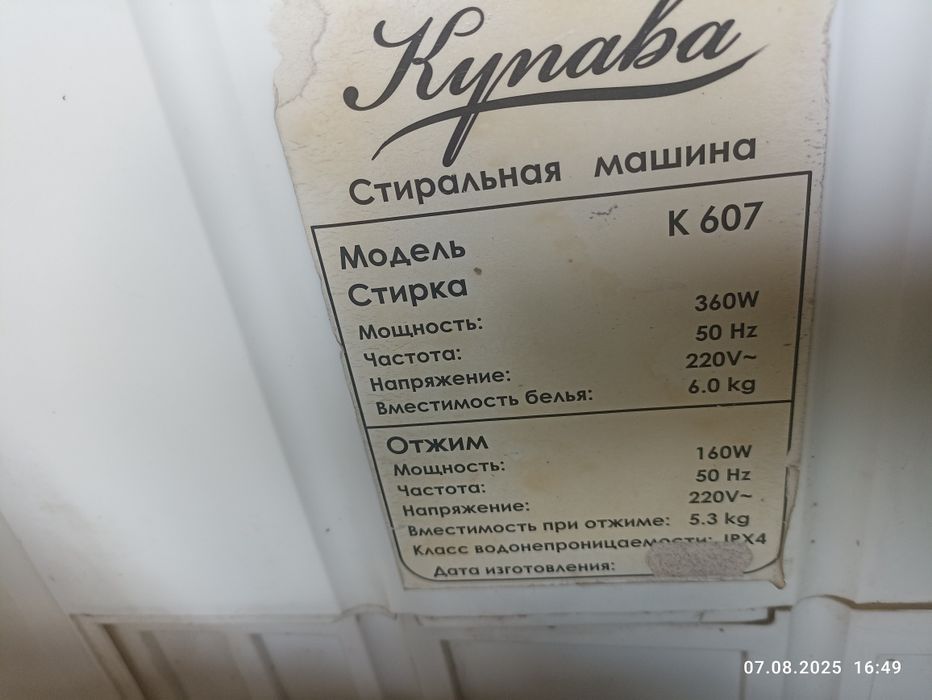 Купава
Стиральная машина
Модель K 607
Стирка
Мощность: 360W
Частота: 50 Hz
Напряжение: 220V~
Вместимость белья: 6.0 kg
Отжим
Мощность: 160W
Частота: 50 Hz
Напряжение: 220V~
Вместимость при отжиме: 5.3 kg
Класс водонепроницаемости: IPX4
Дата изготовления:
07.08.2025 16:49